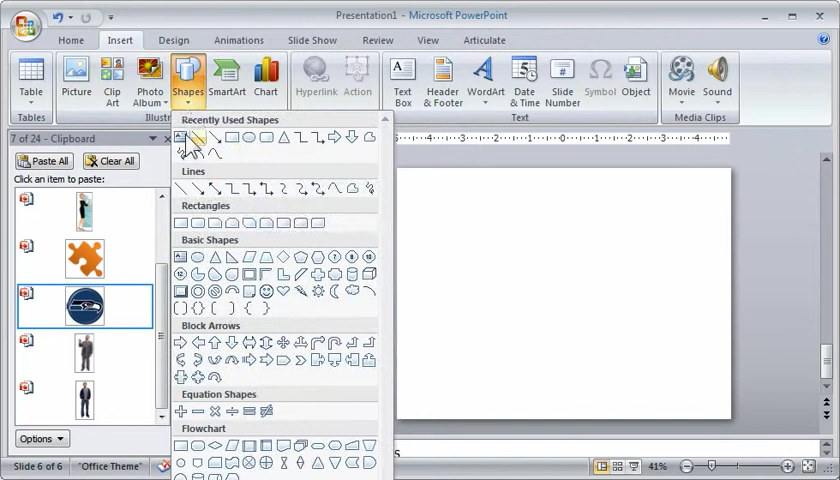 Presentation1 - Microsoft PowerPoint
Home Insert Design Animations Slide Show Review View Articulate
Table Picture Clip Art Photo Album Shapes SmartArt Chart Hyperlink Action Text Box Header & Footer WordArt Date & Time Slide Number Symbol Object Movie Sound
Tables Illustr Text Media Clips
7 of 24 - Clipboard
Paste All Clear All
Click an item to paste:
Recently Used Shapes
Lines
Rectangles
Basic Shapes
Block Arrows
Equation Shapes
Flowchart
Options
Slide 6 of 6 "Office Theme" 41%